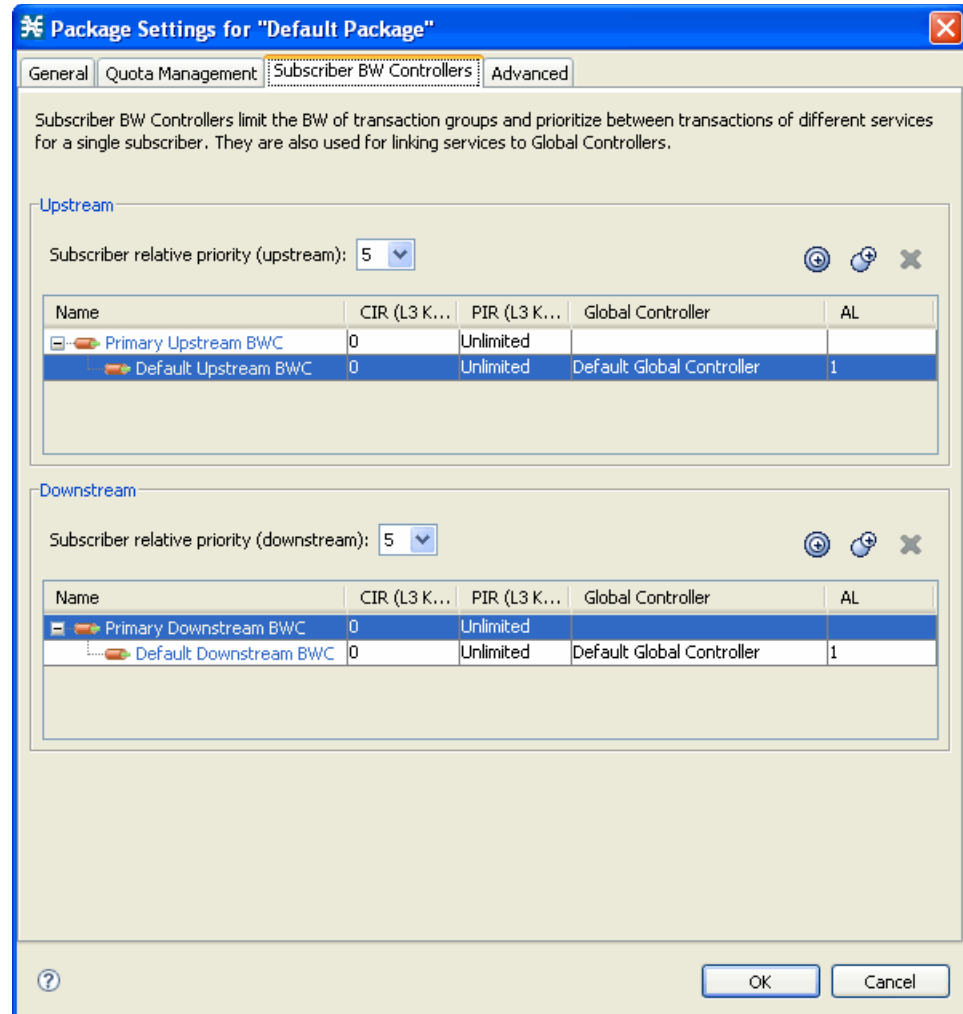 Package Settings for "Default Package"
General Quota Management Subscriber BW Controllers Advanced
Subscriber BW Controllers limit the BW of transaction groups and prioritize between transactions of different services
for a single subscriber. They are also used for linking services to Global Controllers.
Upstream
Subscriber relative priority (upstream): 5
Name CIR (L3 K... PIR (L3 K... Global Controller AL
Primary Upstream BWC 0 Unlimited
Default Upstream BWC 0 Unlimited Default Global Controller 1
Downstream
Subscriber relative priority (downstream): 5
Name CIR (L3 K... PIR (L3 K... Global Controller AL
Primary Downstream BWC 0 Unlimited
Default Downstream BWC 0 Unlimited Default Global Controller 1
OK Cancel